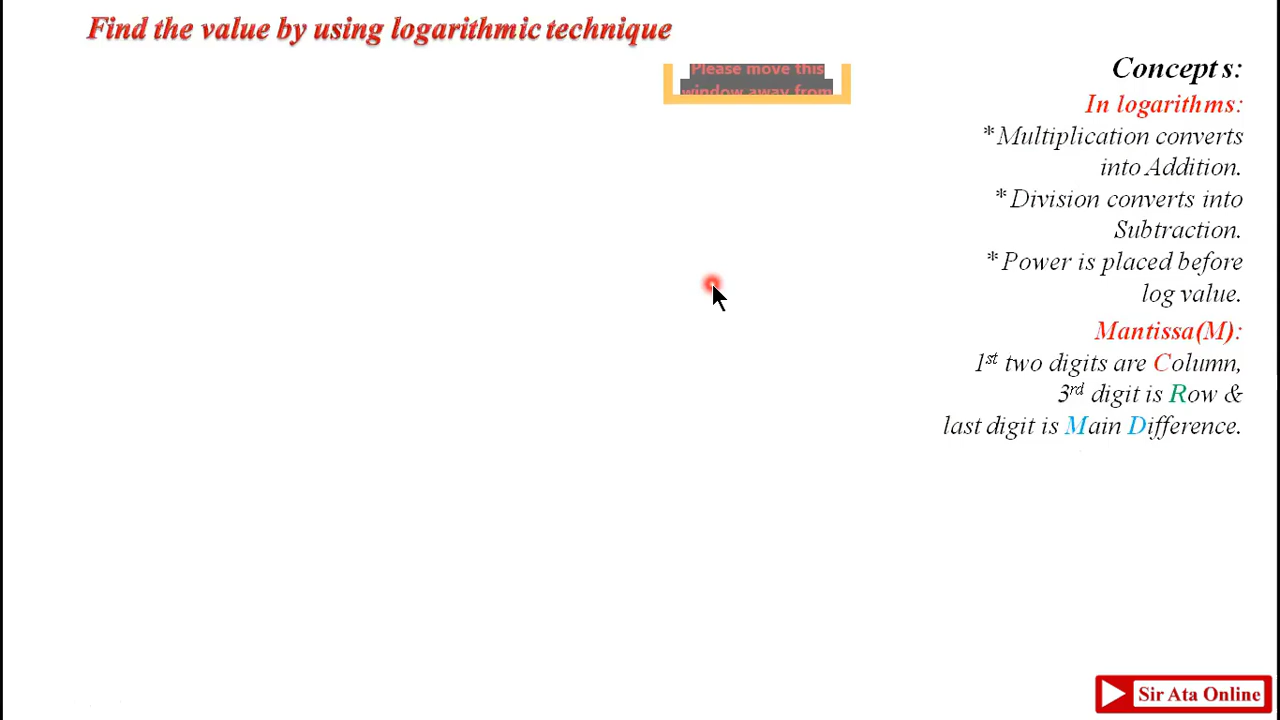 Find the value by using logarithmic technique
Please move this
window away from
Concepts:
In logarithms:
* Multiplication converts
into Addition.
* Division converts into
Subtraction.
* Power is placed before
log value.
Mantissa(M):
1st two digits are Column,
3rd digit is Row &
last digit is Main Difference.
Sir Ata Online